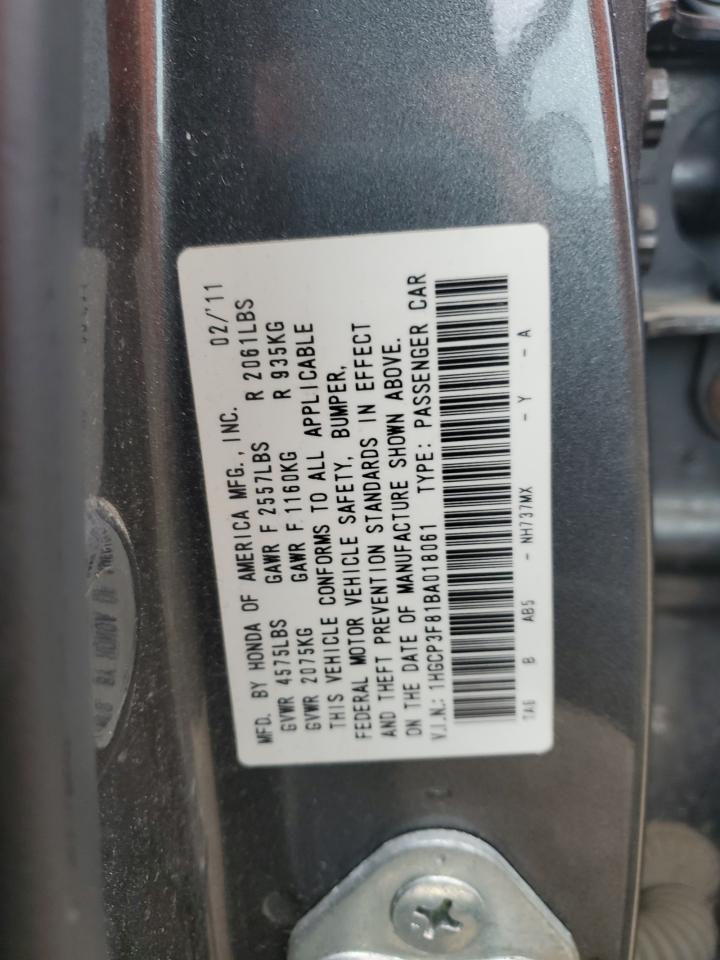 MFD. BY HONDA OF AMERICA MFG., INC. 02/'11
GVWR 4575LBS GAWR F 2557LBS R 2061LBS
GVWR 2075KG GAWR F 1160KG R 935KG
THIS VEHICLE CONFORMS TO ALL APPLICABLE
FEDERAL MOTOR VEHICLE SAFETY, BUMPER,
AND THEFT PREVENTION STANDARDS IN EFFECT
ON THE DATE OF MANUFACTURE SHOWN ABOVE.
V.I.N.: 1HGCP3F81BA018061 TYPE: PASSENGER CAR
TA6 B AB5 - NH737MX - Y - A